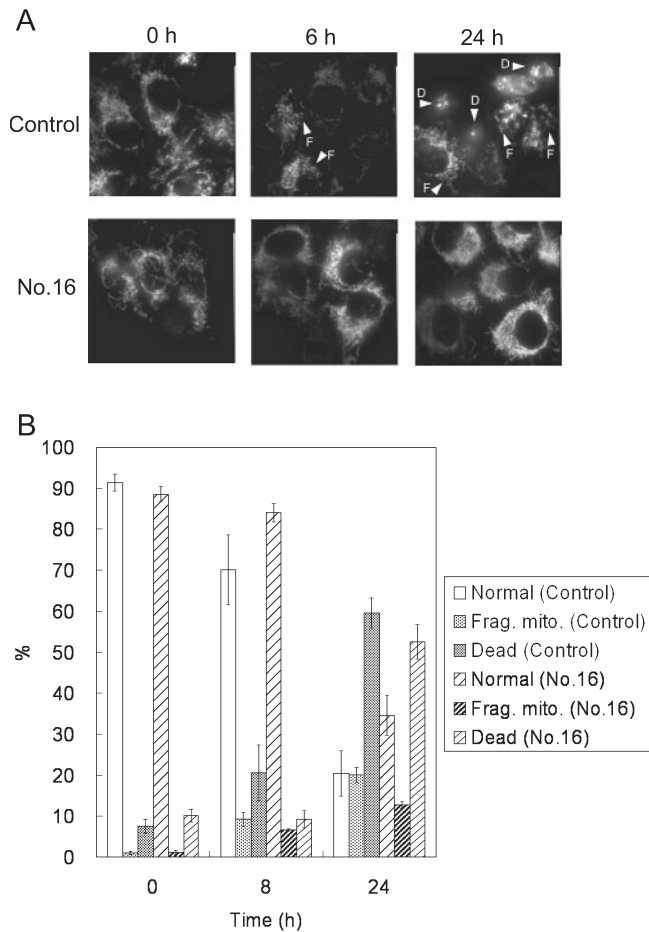 A
0 h 6 h 24 h
Control
F
F
D
D
D
F
F
F
No.16
B
100
90
80
70
60
50
40
30
20
10
0
%
0 8 24
Time (h)
Normal (Control)
Frag. mito. (Control)
Dead (Control)
Normal (No.16)
Frag. mito. (No.16)
Dead (No.16)